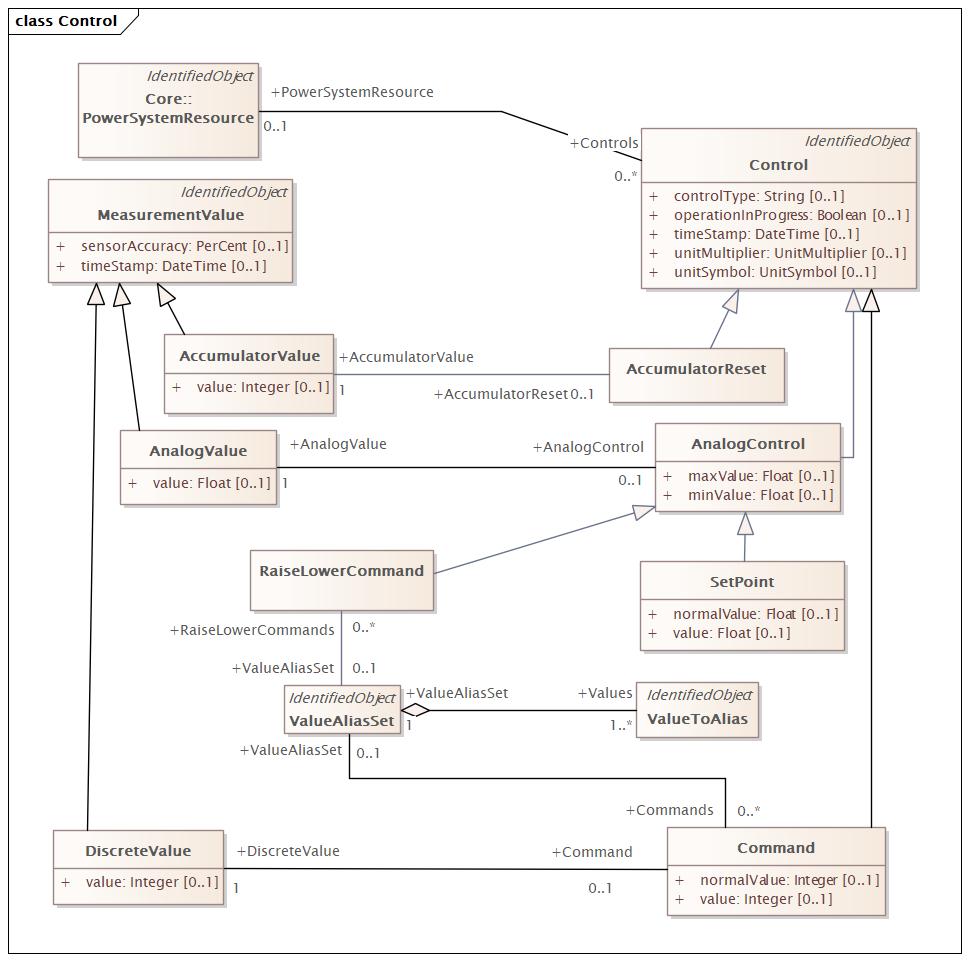 class Control
IdentifiedObject
Core::
PowerSystemResource
+PowerSystemResource
0..1
+Controls
0..*
IdentifiedObject
Control
+ controlType: String [0..1]
+ operationInProgress: Boolean [0..1]
+ timeStamp: DateTime [0..1]
+ unitMultiplier: UnitMultiplier [0..1]
+ unitSymbol: UnitSymbol [0..1]
IdentifiedObject
MeasurementValue
+ sensorAccuracy: PerCent [0..1]
+ timeStamp: DateTime [0..1]
AccumulatorValue
+ value: Integer [0..1]
+AccumulatorValue
1
+AccumulatorReset 0..1
AccumulatorReset
AnalogValue
+ value: Float [0..1]
+AnalogValue
1
+AnalogControl
0..1
AnalogControl
+ maxValue: Float [0..1]
+ minValue: Float [0..1]
RaiseLowerCommand
SetPoint
+ normalValue: Float [0..1]
+ value: Float [0..1]
+RaiseLowerCommands
0..*
+ValueAliasSet
0..1
IdentifiedObject
ValueAliasSet
+ValueAliasSet
1
+Values
1..*
IdentifiedObject
ValueToAlias
+ValueAliasSet
0..1
+Commands
0..*
DiscreteValue
+ value: Integer [0..1]
+DiscreteValue
1
+Command
0..1
Command
+ normalValue: Integer [0..1]
+ value: Integer [0..1]